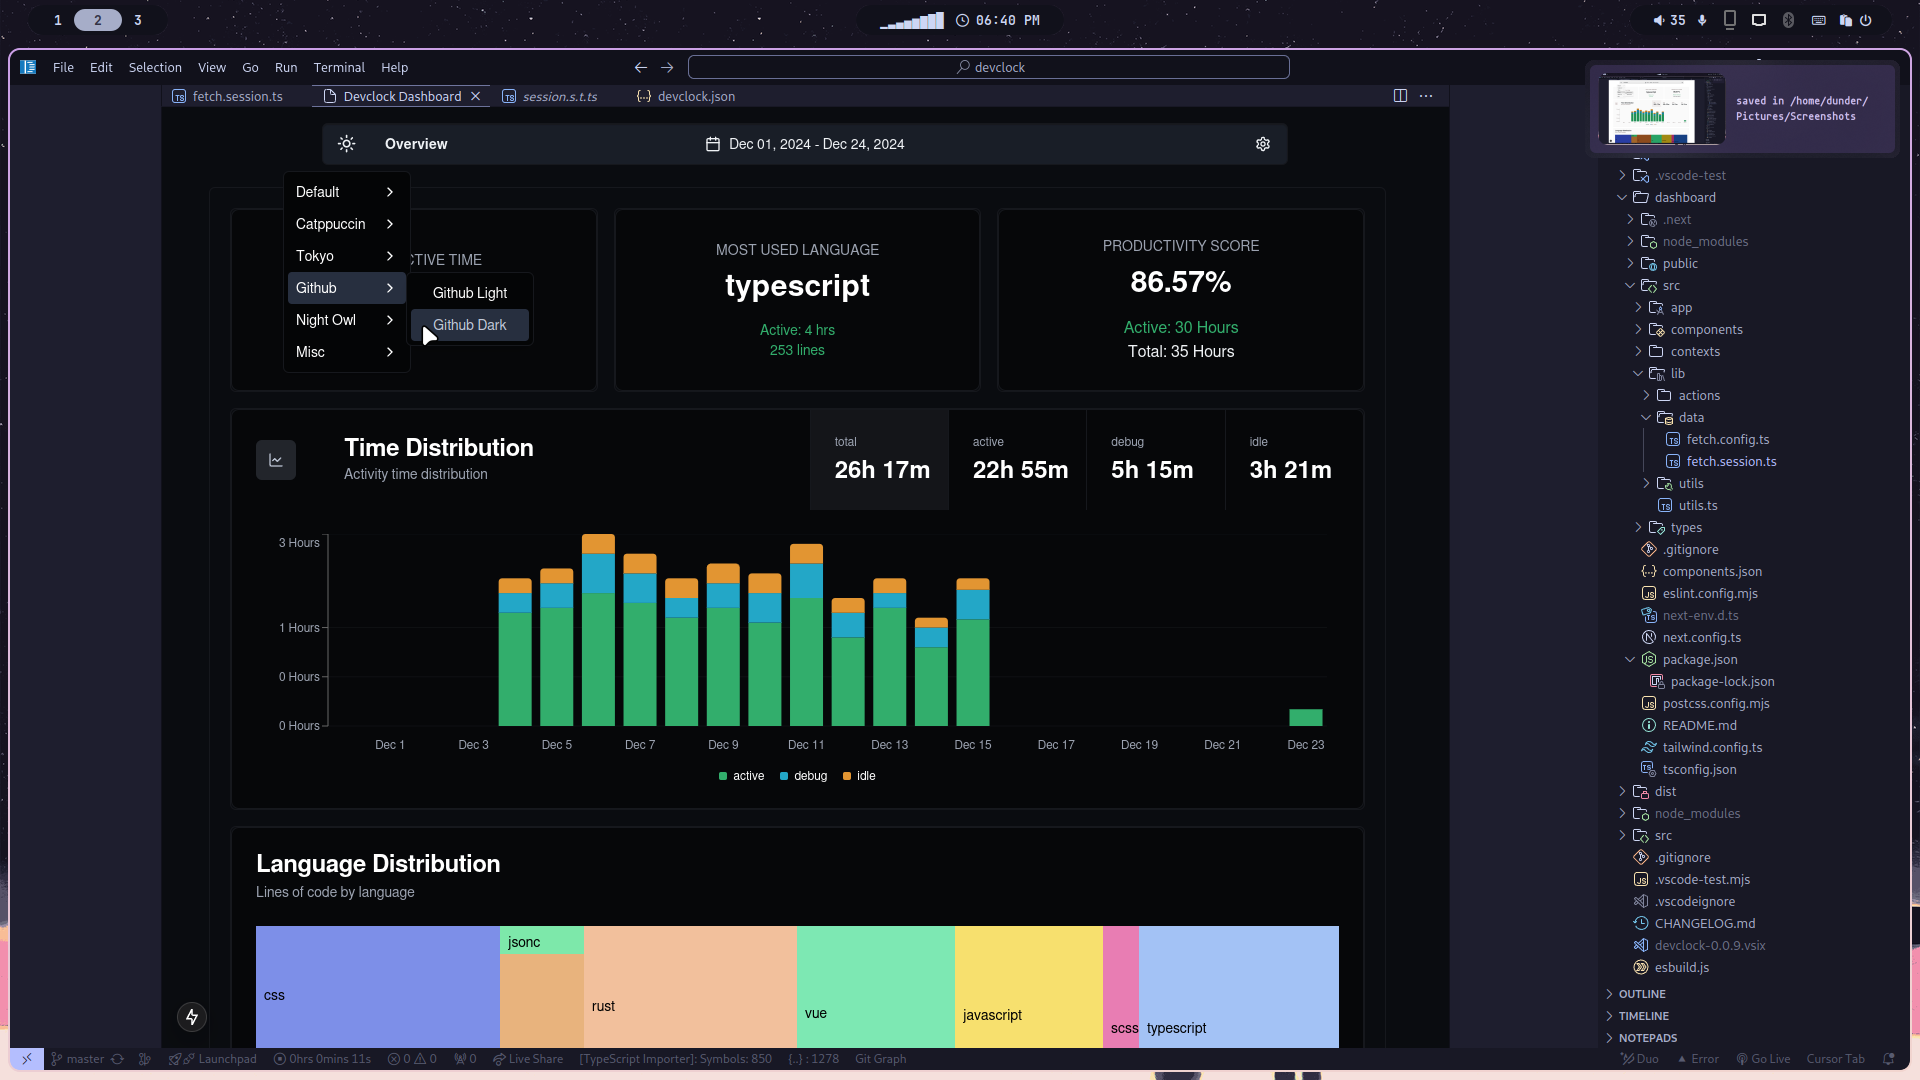 1 2 3
06:40 PM
35
File Edit Selection View Go Run Terminal Help
devclock
fetch.session.ts
Devclock Dashboard
session.s.t.ts
devclock.json
saved in /home/dunder/
Pictures/Screenshots
Overview
Dec 01, 2024 - Dec 24, 2024
Default
Catppuccin
Tokyo
Github
Night Owl
Misc
Github Light
Github Dark
CTIVE TIME
MOST USED LANGUAGE
typescript
Active: 4 hrs
253 lines
PRODUCTIVITY SCORE
86.57%
Active: 30 Hours
Total: 35 Hours
Time Distribution
Activity time distribution
total
26h 17m
active
22h 55m
debug
5h 15m
idle
3h 21m
3 Hours
1 Hours
0 Hours
0 Hours
Dec 1 Dec 3 Dec 5 Dec 7 Dec 9 Dec 11 Dec 13 Dec 15 Dec 17 Dec 19 Dec 21 Dec 23
active debug idle
Language Distribution
Lines of code by language
css
jsonc
rust
vue
javascript
scss
typescript
.vscode-test
dashboard
.next
node_modules
public
src
app
components
contexts
lib
actions
data
fetch.config.ts
fetch.session.ts
utils
utils.ts
types
.gitignore
components.json
eslint.config.mjs
next-env.d.ts
next.config.ts
package.json
package-lock.json
postcss.config.mjs
README.md
tailwind.config.ts
tsconfig.json
dist
node_modules
src
.gitignore
.vscode-test.mjs
.vscodeignore
CHANGELOG.md
devclock-0.0.9.vsix
esbuild.js
OUTLINE
TIMELINE
NOTEPADS
master Launchpad 0hrs 0mins 11s 0 0 0 Live Share [TypeScript Importer]: Symbols: 850 {..} : 1278 Git Graph Duo Error Go Live Cursor Tab